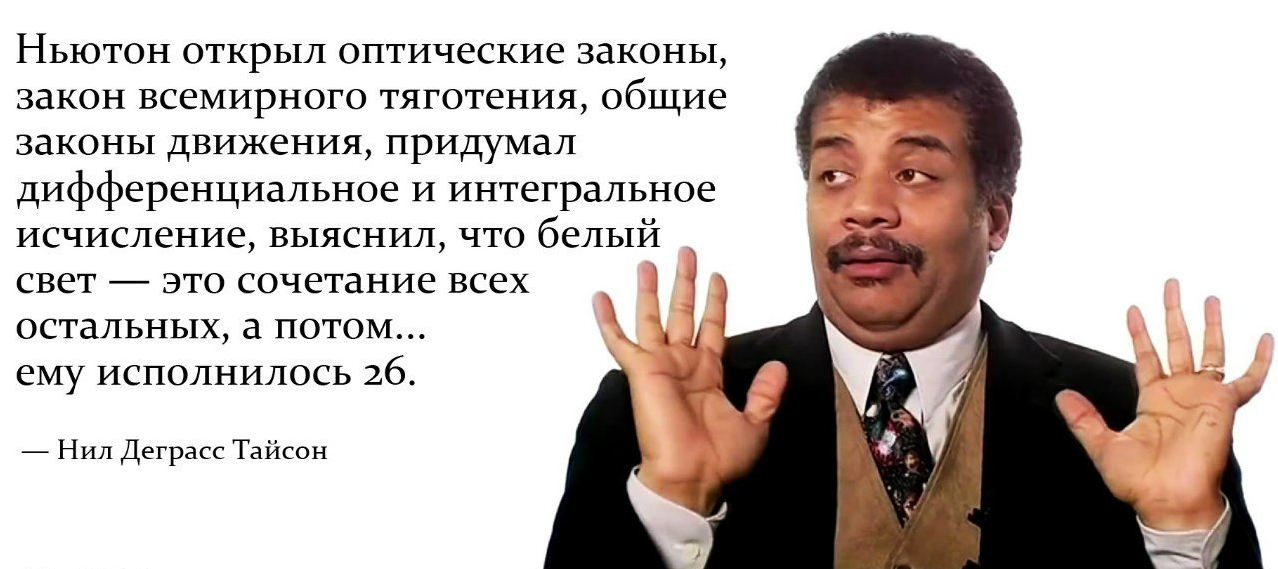 Ньютон открыл оптические законы,
закон всемирного тяготения, общие
законы движения, придумал
дифференциальное и интегральное
исчисление, выяснил, что белый
свет — это сочетание всех
остальных, а потом...
ему исполнилось 26.
— Нил Деграсс Тайсон